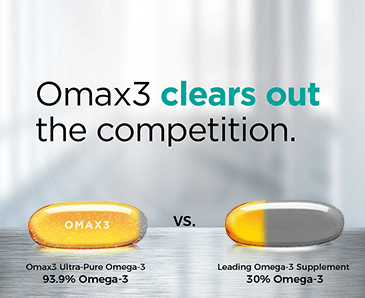 Omax3 clears out
the competition.
OMAX3
vs.
Omax3 Ultra-Pure Omega-3
93.9% Omega-3
Leading Omega-3 Supplement
30% Omega-3